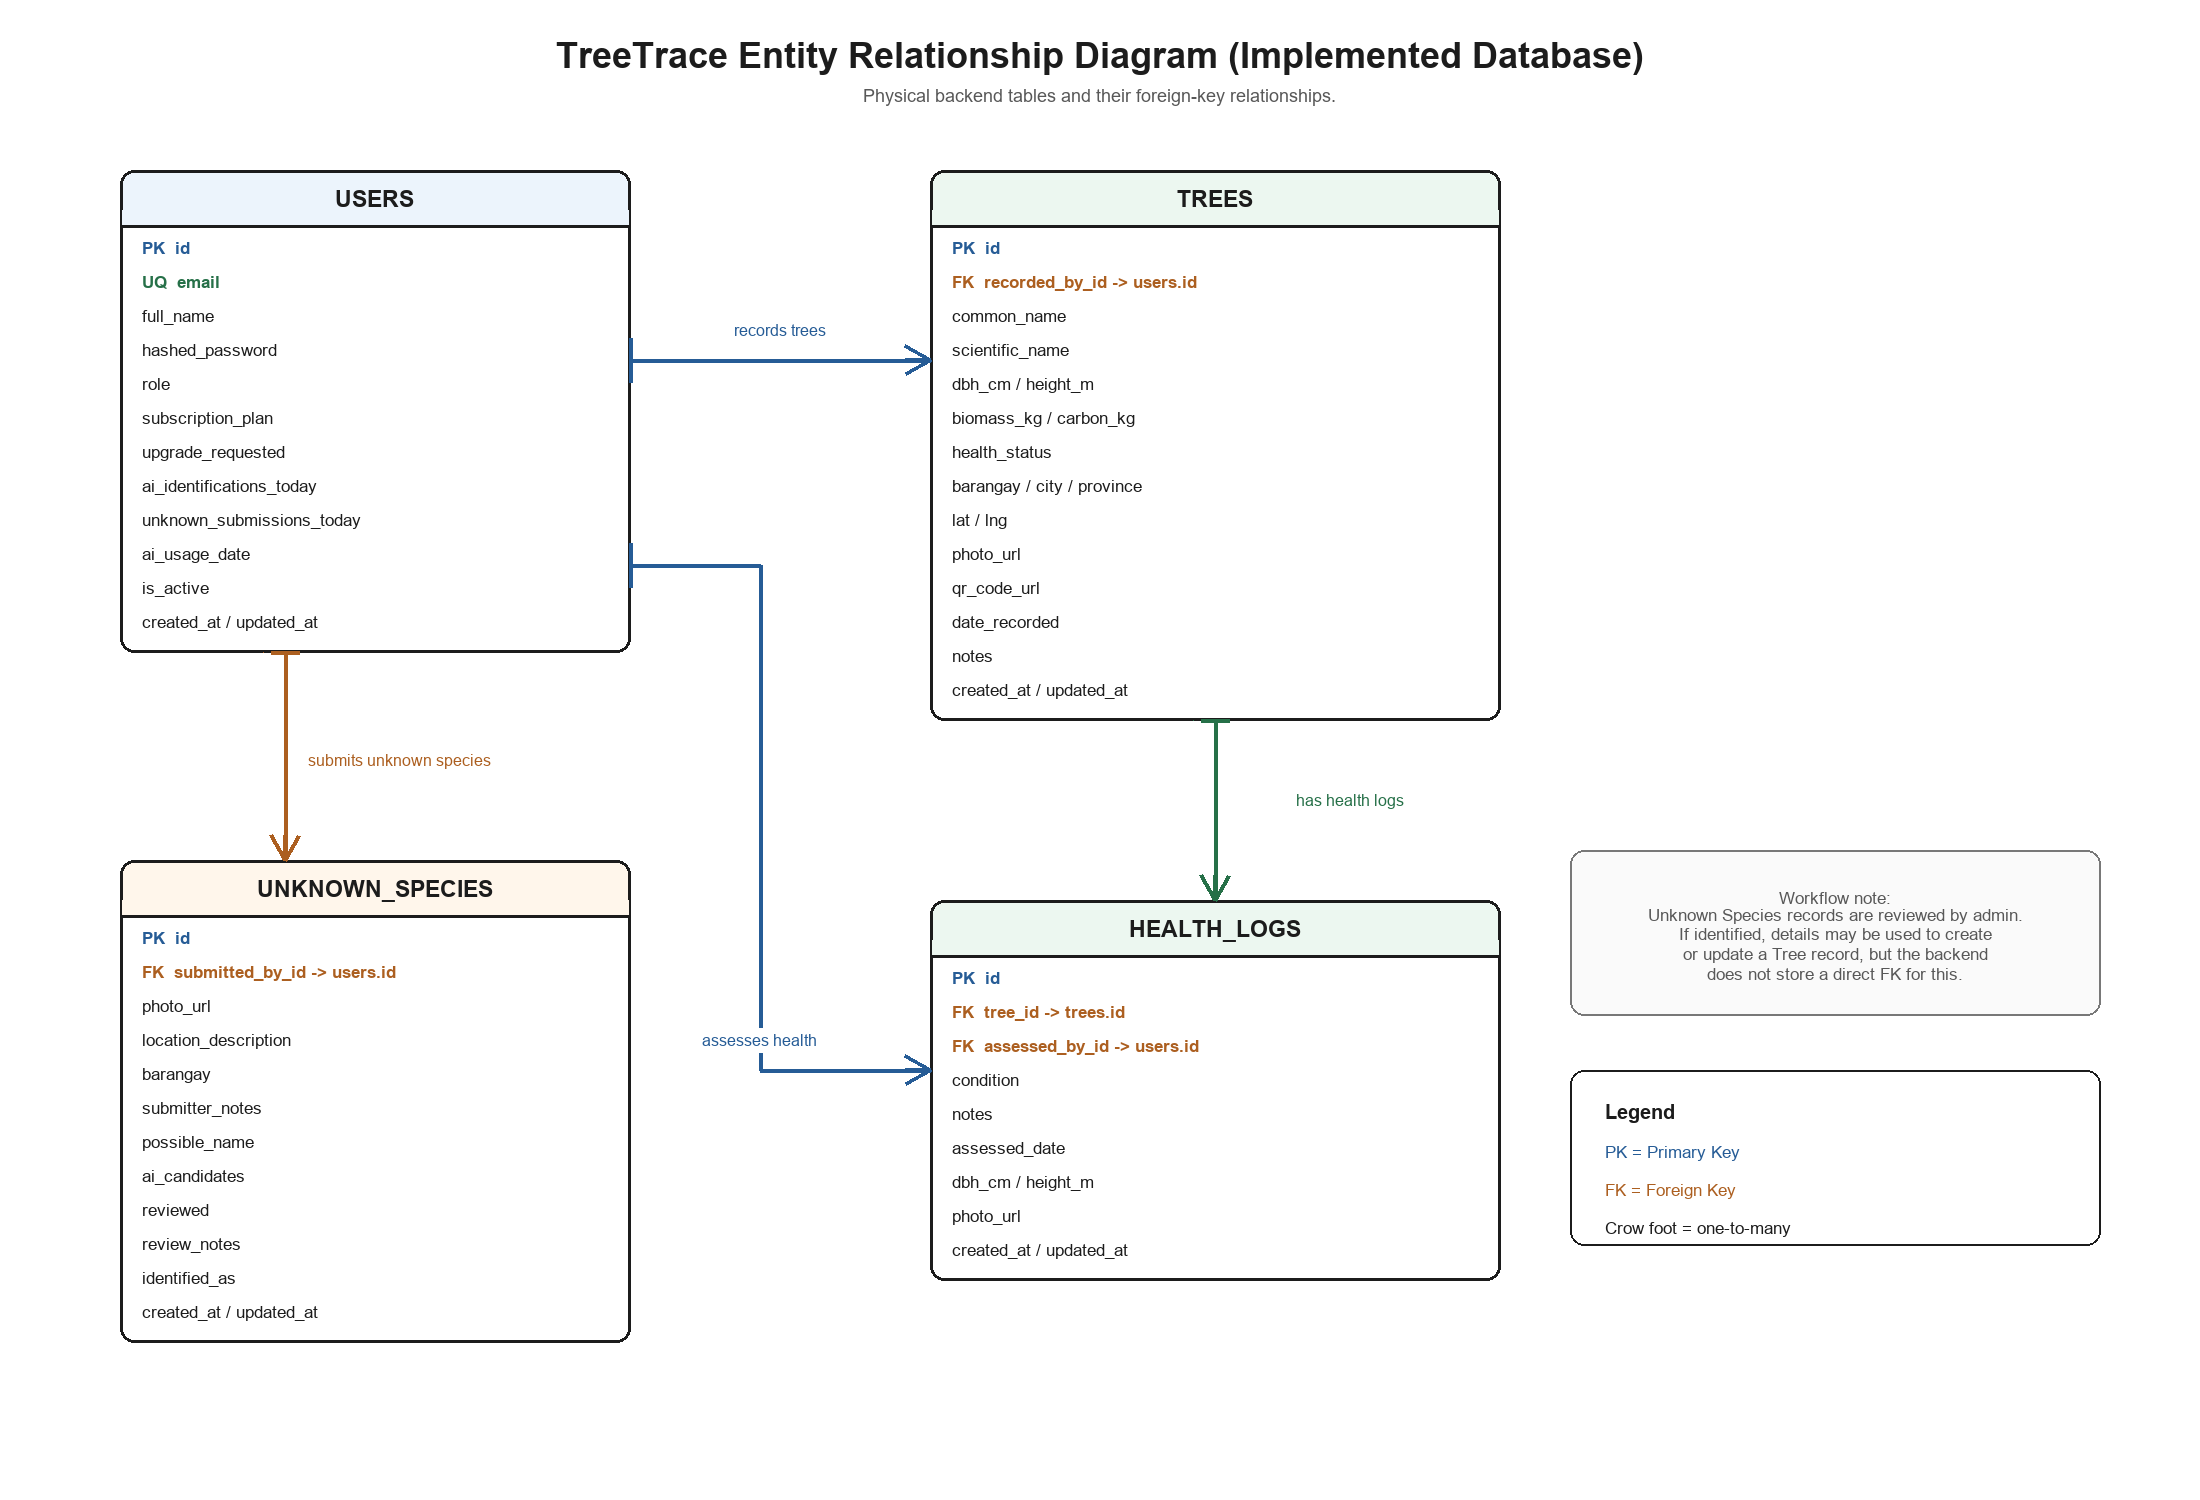 TreeTrace Entity Relationship Diagram (Implemented Database)
Physical backend tables and their foreign-key relationships.
USERS
PK id
UQ email
full_name
hashed_password
role
subscription_plan
upgrade_requested
ai_identifications_today
unknown_submissions_today
ai_usage_date
is_active
created_at / updated_at
records trees
TREES
PK id
FK recorded_by_id -> users.id
common_name
scientific_name
dbh_cm / height_m
biomass_kg / carbon_kg
health_status
barangay / city / province
lat / lng
photo_url
qr_code_url
date_recorded
notes
created_at / updated_at
submits unknown species
has health logs
UNKNOWN_SPECIES
PK id
FK submitted_by_id -> users.id
photo_url
location_description
barangay
submitter_notes
possible_name
ai_candidates
reviewed
review_notes
identified_as
created_at / updated_at
assesses health
HEALTH_LOGS
PK id
FK tree_id -> trees.id
FK assessed_by_id -> users.id
condition
notes
assessed_date
dbh_cm / height_m
photo_url
created_at / updated_at
Workflow note:
Unknown Species records are reviewed by admin.
If identified, details may be used to create
or update a Tree record, but the backend
does not store a direct FK for this.
Legend
PK = Primary Key
FK = Foreign Key
Crow foot = one-to-many